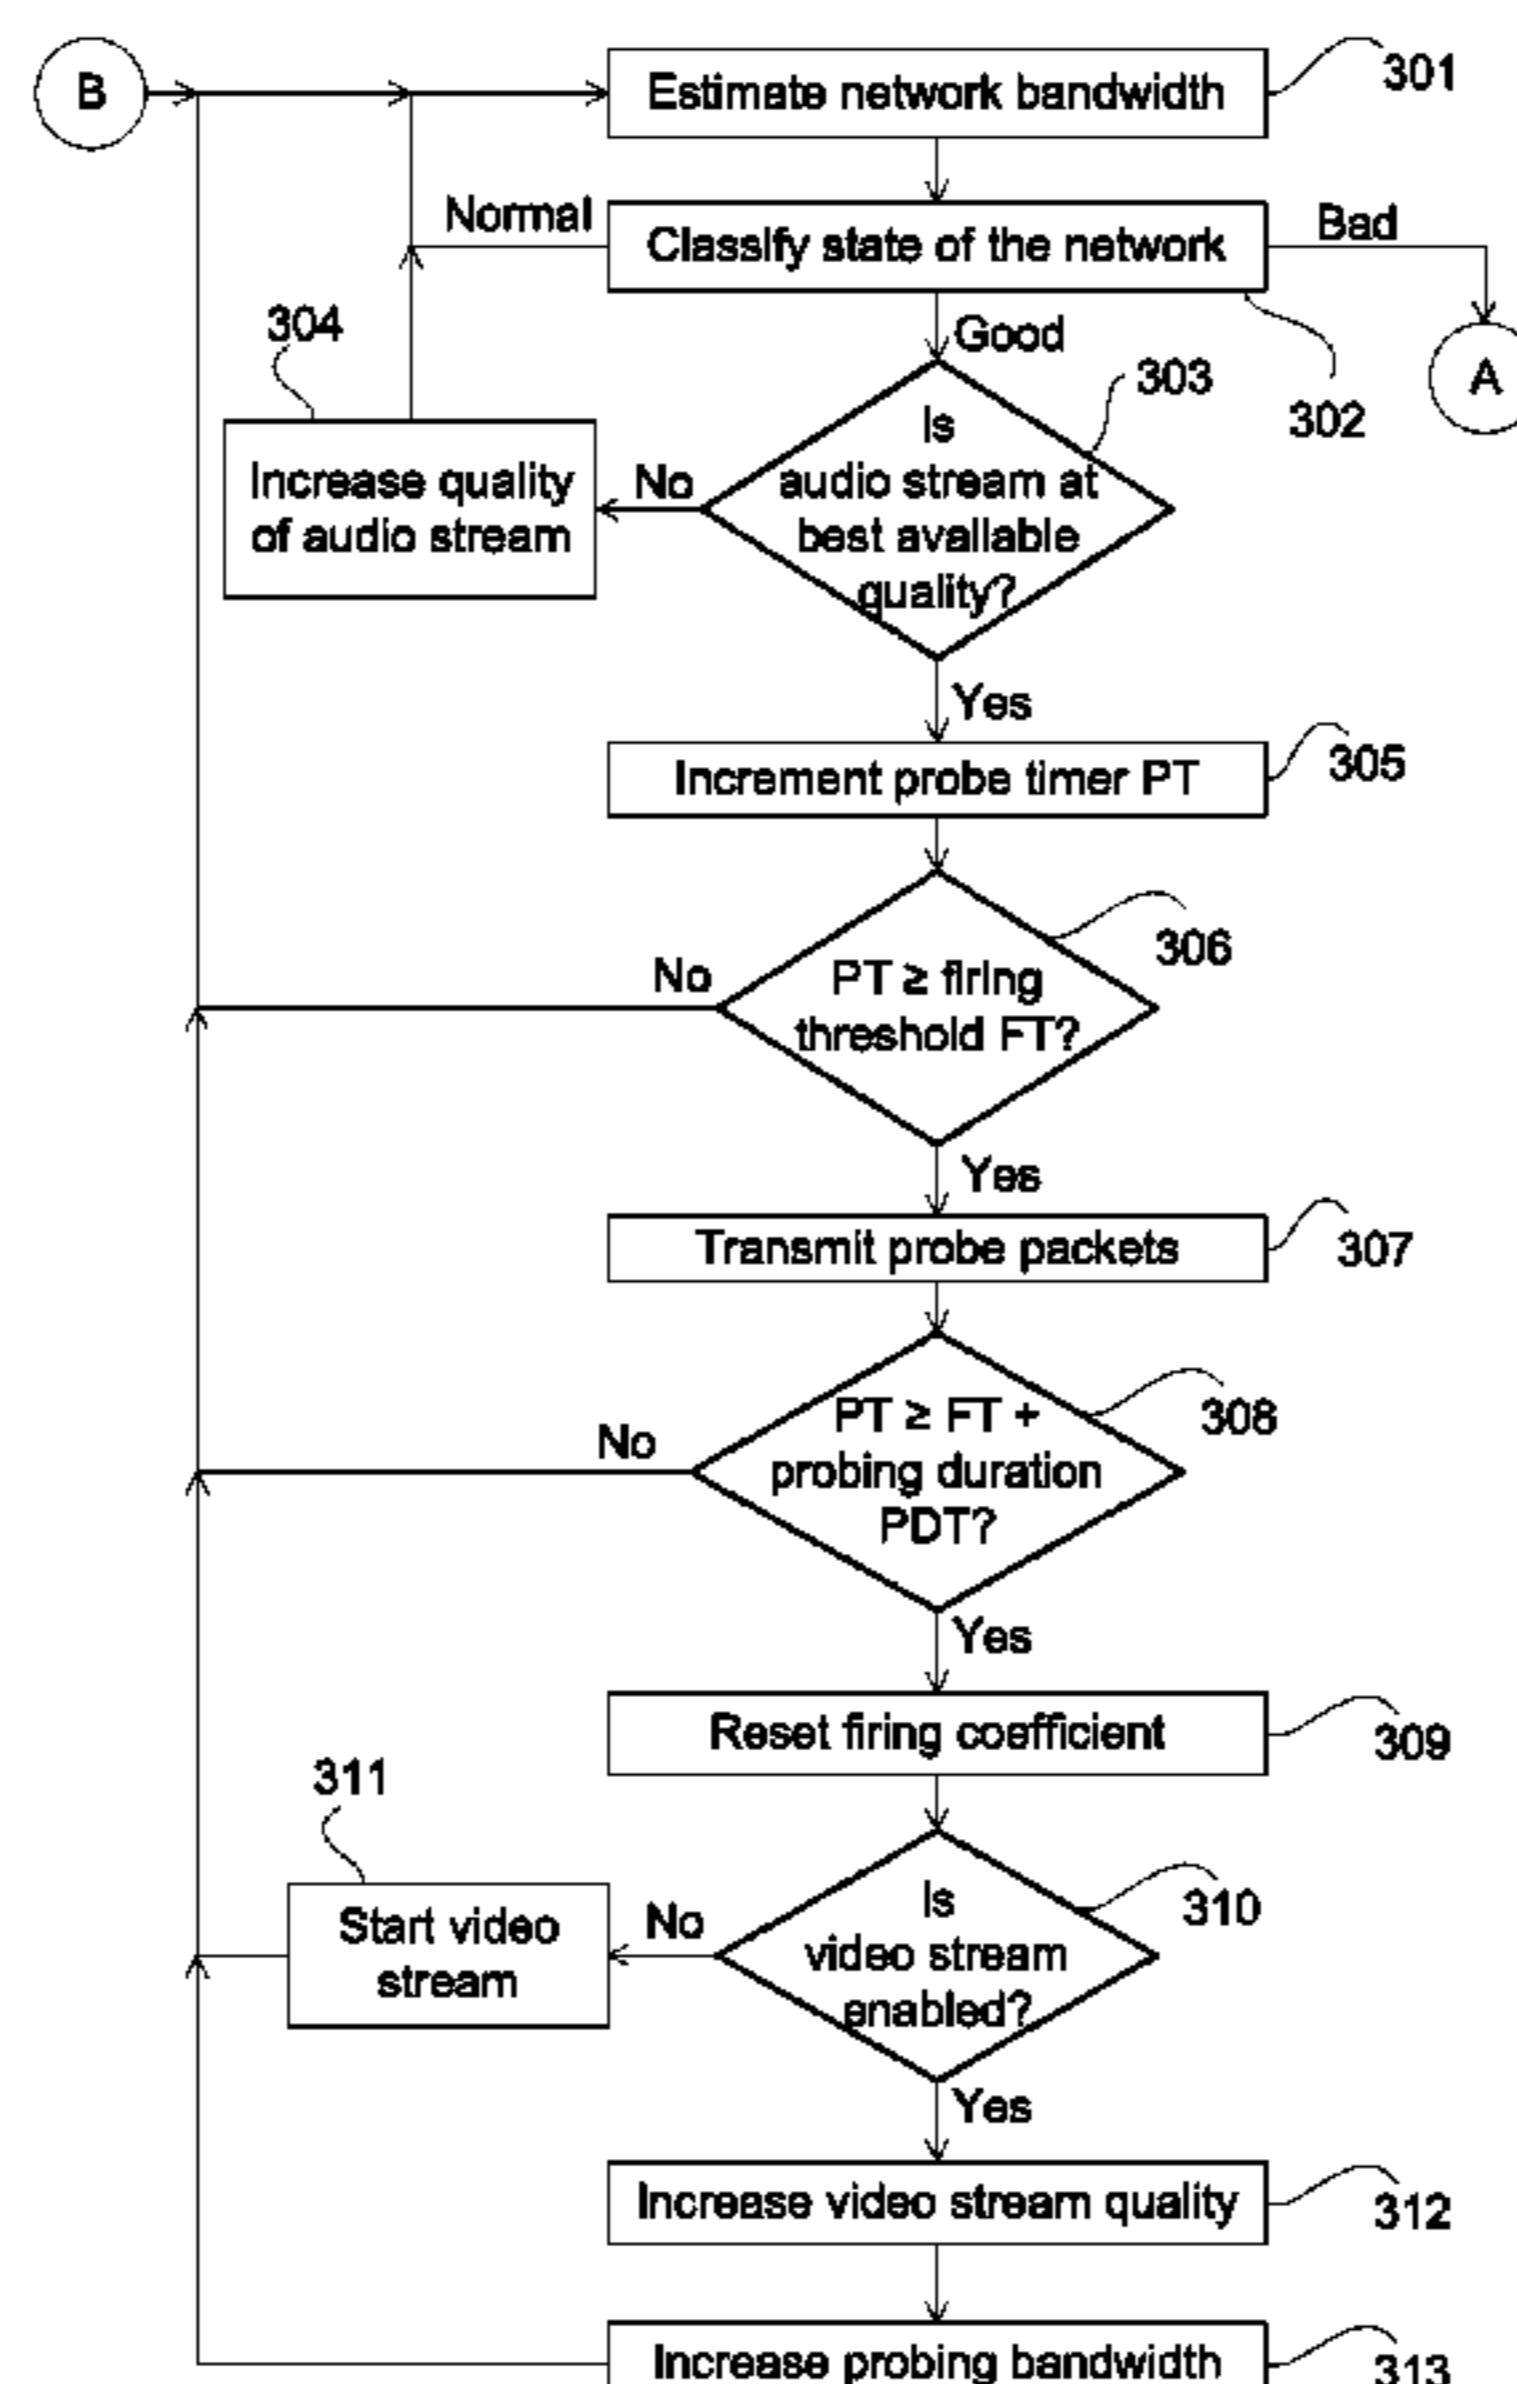 B
Estimate network bandwidth
301
Normal
Classify state of the network
Bad
304
Good
303
A
302
Is
audio stream at
best available
quality?
Increase quality
of audio stream
No
Yes
Increment probe timer PT
305
306
No
PT ≥ firing
threshold FT?
Yes
Transmit probe packets
307
308
No
PT ≥ FT +
probing duration
PDT?
Yes
Reset firing coefficient
309
311
310
Start video
stream
No
Is
video stream
enabled?
Yes
Increase video stream quality
312
Increase probing bandwidth
313